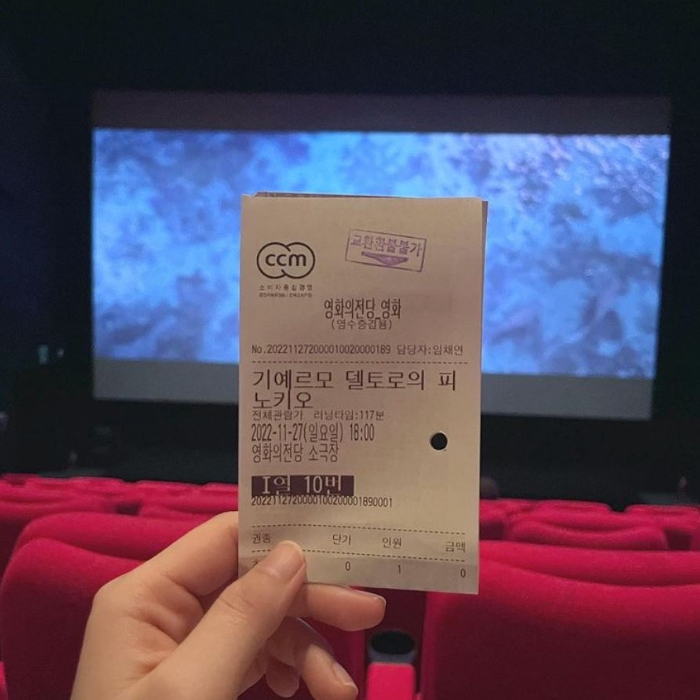 ccm
소비자중심경영
교환환불불가
영화의전당 영화
(영수증겸용)
No.202211272000010020000189 담당자:임채연
기예르모 델토로의 피
노키오
전체관람가 러닝타임:117분
2022-11-27(일요일) 18:00
영화의전당 소극장
I열 10번
2022112720000100200001890001
권종 단가 인원 금액
0 1 0